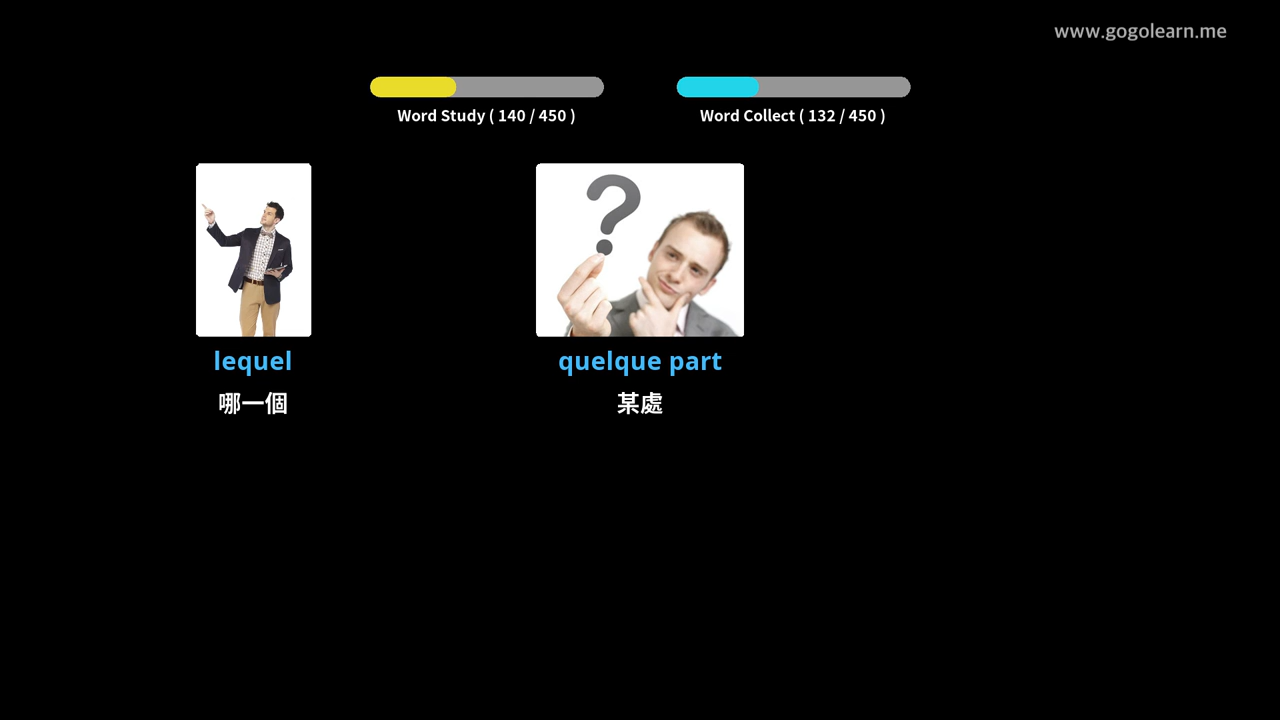 www.gogolearn.me
Word Study ( 140 / 450 )
Word Collect ( 132 / 450 )
lequel
quelque part
哪一個
某處